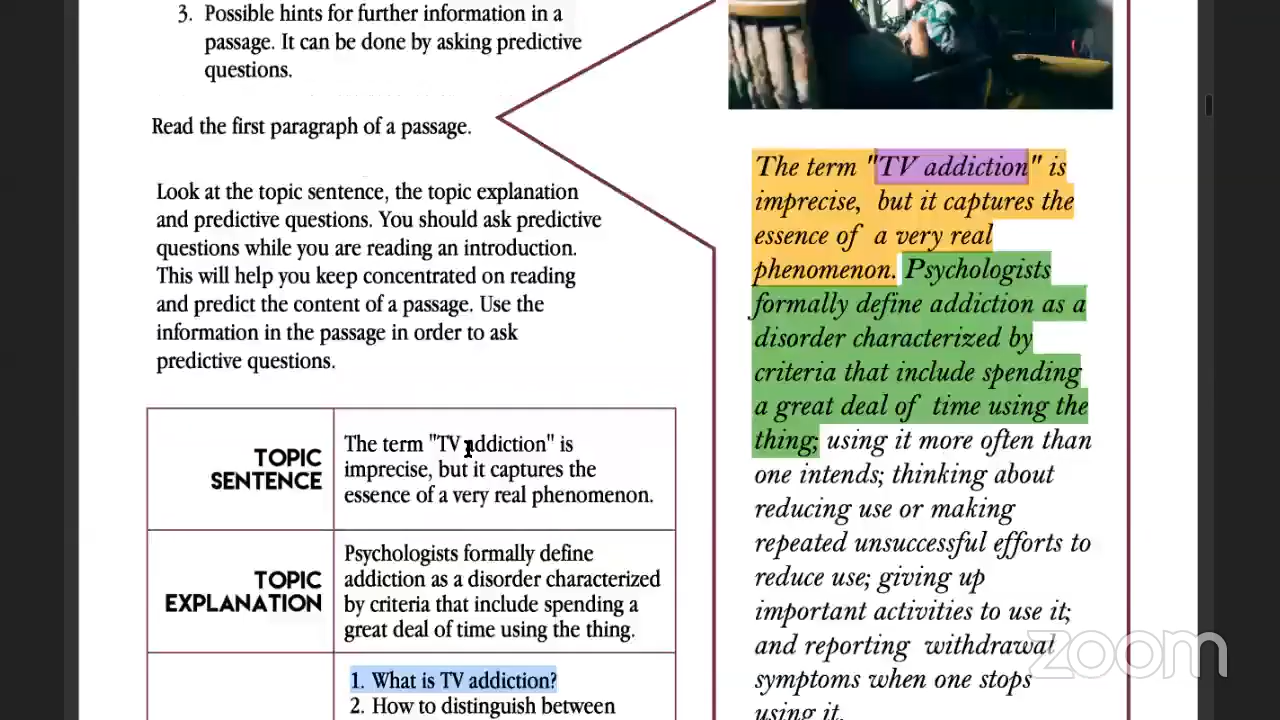 3. Possible hints for further information in a
passage. It can be done by asking predictive
questions.
Read the first paragraph of a passage.
Look at the topic sentence, the topic explanation
and predictive questions. You should ask predictive
questions while you are reading an introduction.
This will help you keep concentrated on reading
and predict the content of a passage. Use the
information in the passage in order to ask
predictive questions.
TOPIC
SENTENCE
The term "TV addiction" is
imprecise, but it captures the
essence of a very real phenomenon.
TOPIC
EXPLANATION
Psychologists formally define
addiction as a disorder characterized
by criteria that include spending a
great deal of time using the thing.
1. What is TV addiction?
2. How to distinguish between
The term "TV addiction" is
imprecise, but it captures the
essence of a very real
phenomenon. Psychologists
formally define addiction as a
disorder characterized by
criteria that include spending
a great deal of time using the
thing; using it more often than
one intends; thinking about
reducing use or making
repeated unsuccessful efforts to
reduce use; giving up
important activities to use it;
and reporting withdrawal
symptoms when one stops
using it.
zoom